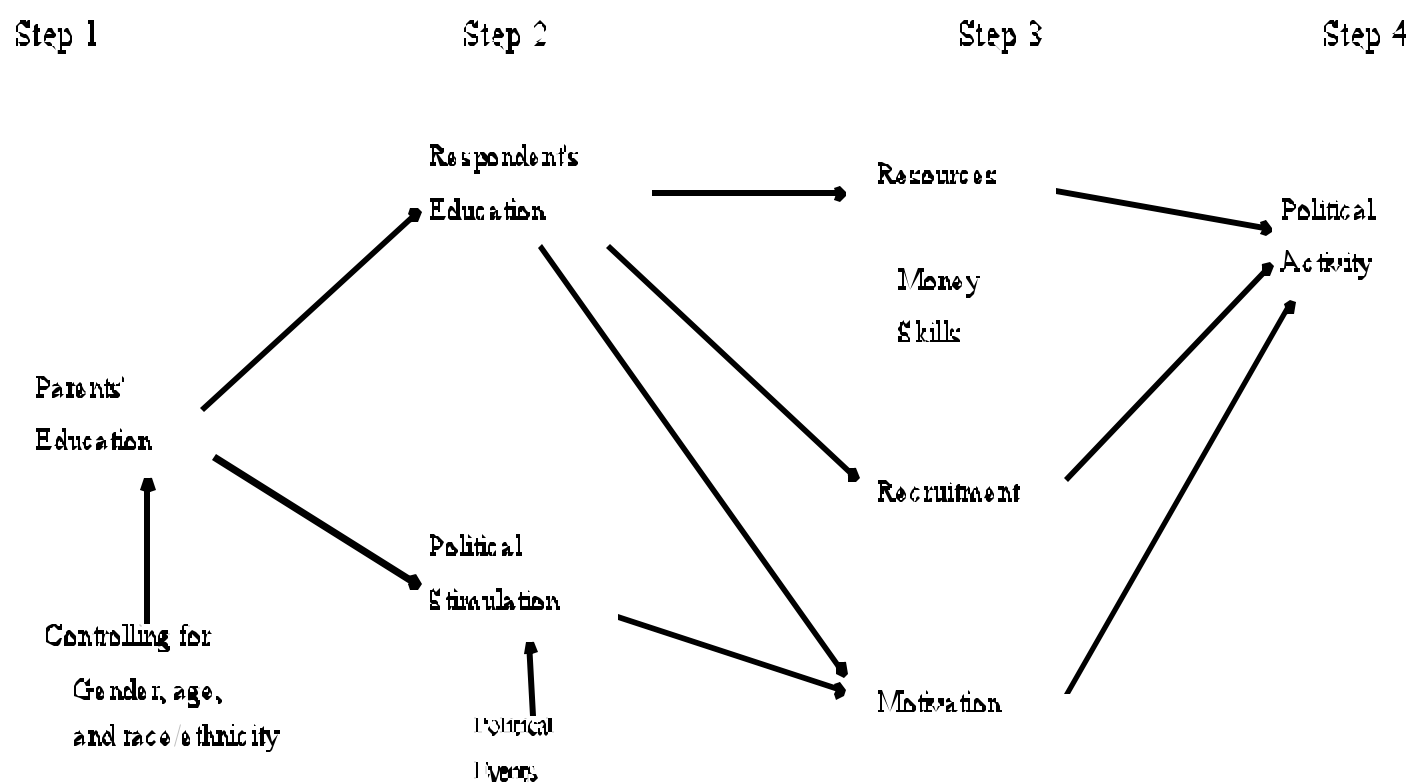 Step 1 Step 2 Step 3 Step 4
Respondent's
Education
Resources
Money
Skills
Political
Activity
Parents'
Education
Recruitment
Political
Stimulation
Controlling for
Gender, age,
and race/ethnicity
Motivation
Political
Events